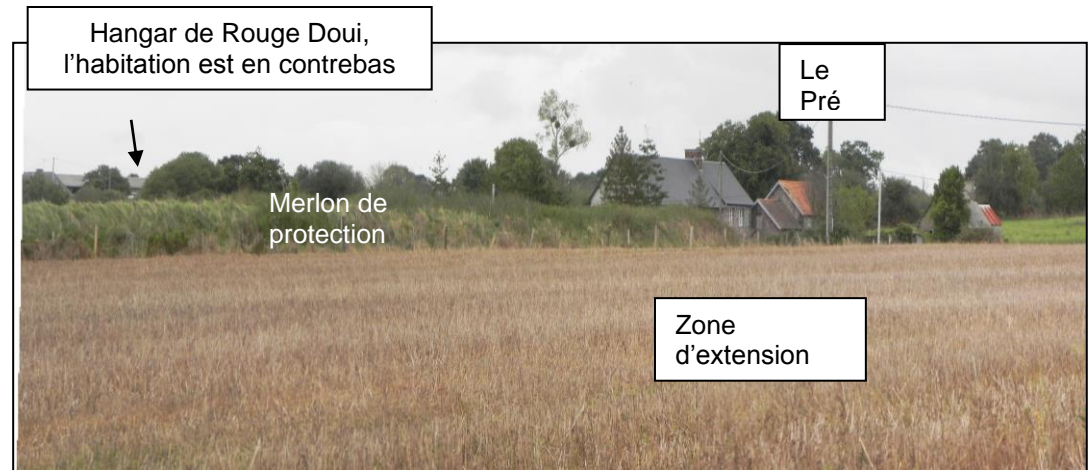 Hangar de Rouge Doui,
l'habitation est en contrebas
Le
Pré
Merlon de
protection
Zone
d'extension